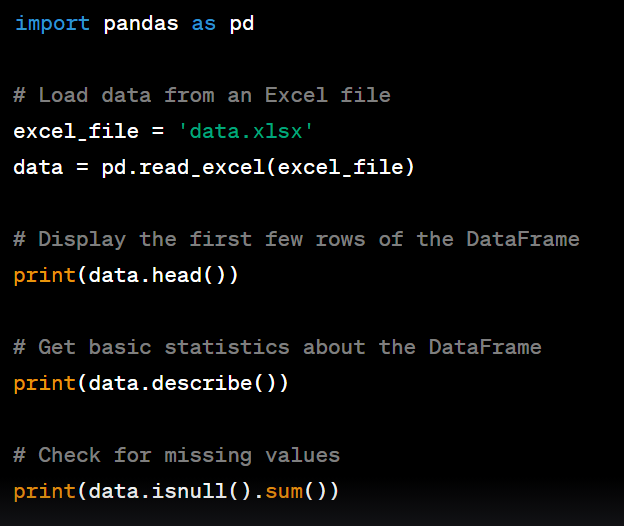 import pandas as pd
# Load data from an Excel file
excel_file = 'data.xlsx'
data = pd.read_excel(excel_file)
# Display the first few rows of the DataFrame
print(data.head())
# Get basic statistics about the DataFrame
print(data.describe())
# Check for missing values
print(data.isnull().sum())